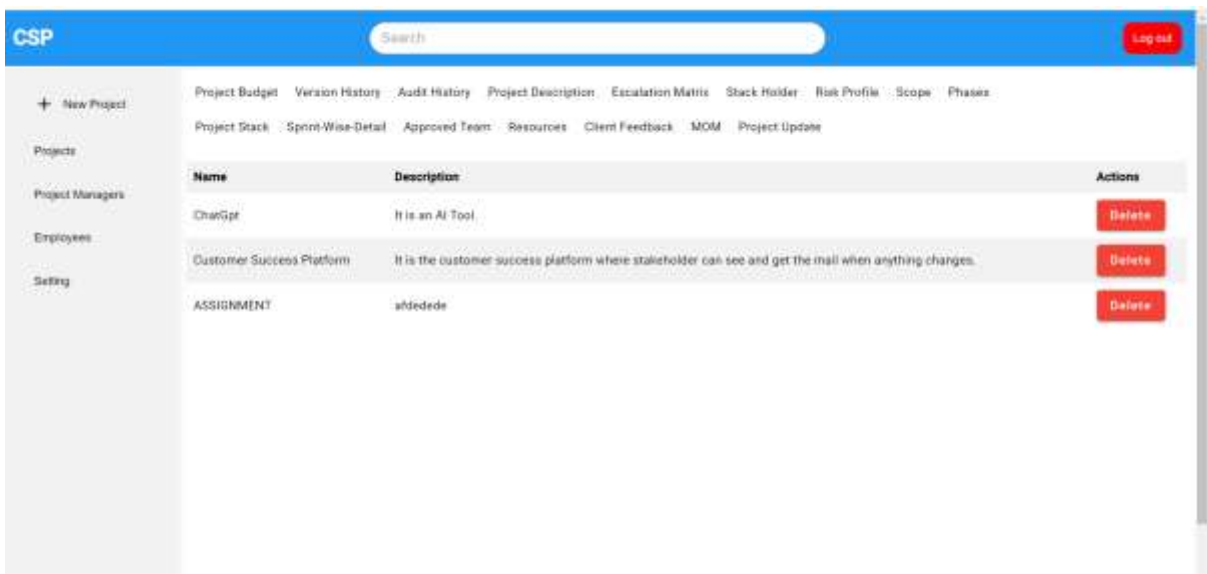 CSP Search Log out
+ New Project
Projects
Project Managers
Employees
Setting
Project Budget Version History Audit History Project Description Escalation Matrix Stack Holder Risk Profile Scope Phases
Project Stack Sprint-Wise-Detail Approved Team Resources Client Feedback MOM Project Update
Name Description Actions
ChatGpt It is an AI Tool. Delete
Customer Success Platform It is the customer success platform where stakeholder can see and get the mail when anything changes. Delete
ASSIGNMENT afdedede Delete